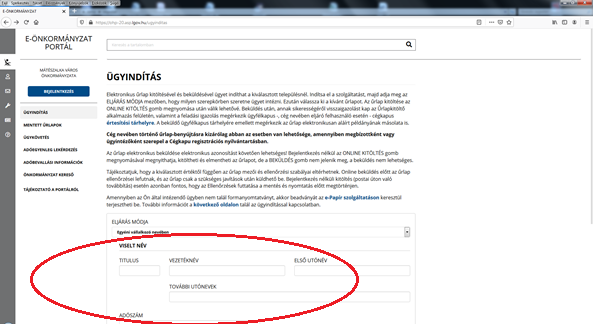 E-ÖNKORMÁNYZAT
https://ohp-20.asp.lgov.hu/ugyinditas
E-ÖNKORMÁNYZAT
PORTÁL
MÁTÉSZALKA VÁROS
ÖNKORMÁNYZATA
BEJELENTKEZÉS
ÜGYINDÍTÁS
MENTETT ŰRLAPOK
ÜGYKÖVETÉS
ADÓEGYENLEG LEKÉRDEZÉS
ADÓBEVALLÁSI INFORMÁCIÓK
ÖNKORMÁNYZAT KERESŐ
TÁJÉKOZTATÓ A PORTÁLRÓL
ÜGYINDÍTÁS
Elektronikus űrlap kitöltésével és beküldésével ügyet indíthat a kiválasztott településnél. Indítsa el a szolgáltatást, majd adja meg az
ELJÁRÁS MÓDJA mezőben, hogy milyen szerepkörben szeretne ügyet intézni. Ezután válassza ki a kívánt űrlapot. Az űrlap kitöltése az
ONLINE KITÖLTÉS gomb megnyomása után válik lehetővé. Beküldés után, annak sikerességéről visszaigazolást kap az Űrlapkitöltő
alkalmazás felületén, valamint a feladási igazolás megérkezik ügyfélkapus -, cég nevében eljáró felhasználó esetén - cégkapus
értesítési tárhelyre. A beküldő ügyfélkapus tárhelyére emellett megérkezik az űrlap elektronikusan aláírt példányának másolata is.
Cég nevében történő űrlap-benyújtásra kizárólag abban az esetben van lehetősége, amennyiben megbízottként vagy
ügyintézőként szerepel a Cégkapu regisztrációs nyilvántartásban.
Az űrlap elektronikus beküldése elektronikus azonosítást követően lehetséges! Bejelentkezés nélkül az ONLINE KITÖLTÉS gomb
megnyomásával megnyithatja, kitöltheti és elmentheti az űrlapot, de a BEKÜLDÉS gomb nem jelenik meg, a beküldés nem lehetséges.
Tájékoztatjuk, hogy a kiválasztott értéktől függően az űrlap mezői és ellenőrzési szabályai eltérhetnek. Online beküldés előtt az űrlap
ellenőrzései lefutnak, és az űrlap csak a szükséges javítások után küldhető be. Bejelentkezés nélküli kitöltés (postai úton való
továbbítás) esetén azonban fontos, hogy az Ellenőrzések futtatása a mentés és nyomtatás előtt megtörténjen.
Amennyiben az Ön által intézendő ügyben nem talál formanyomtatványt, akkor beadványát az e-Papír szolgáltatáson keresztül
terjesztheti be. További információt a következő oldalon talál az ügyindítással kapcsolatban.
ELJÁRÁS MÓDJA
Egyéni vállalkozó nevében
VISELT NÉV
TITULUS VEZETÉKNÉV ELSŐ UTÓNÉV
TOVÁBBI UTÓNEVEK
ADÓSZÁM